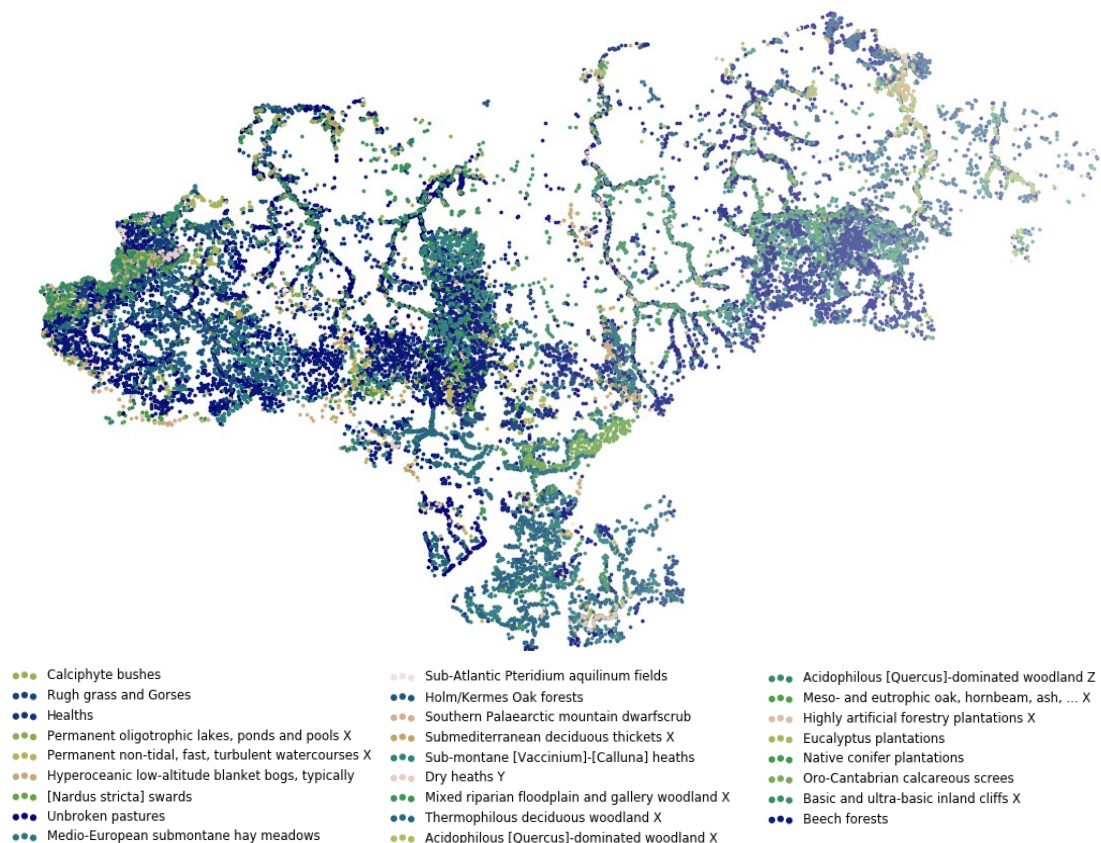 Calciphyte bushes
Rugh grass and Gorses
Healths
Permanent oligotrophic lakes, ponds and pools X
Permanent non-tidal, fast, turbulent watercourses X
Hyperoceanic low-altitude blanket bogs, typically
[Nardus stricta] swards
Unbroken pastures
Medio-European submontane hay meadows
Sub-Atlantic Pteridium aquilinum fields
Holm/Kermes Oak forests
Southern Palaearctic mountain dwarfscrub
Submediterranean deciduous thickets X
Sub-montane [Vaccinium]-[Calluna] heaths
Dry heaths Y
Mixed riparian floodplain and gallery woodland X
Thermophilous deciduous woodland X
Acidophilous [Quercus]-dominated woodland X
Acidophilous [Quercus]-dominated woodland Z
Meso- and eutrophic oak, hornbeam, ash, ... X
Highly artificial forestry plantations X
Eucalyptus plantations
Native conifer plantations
Oro-Cantabrian calcareous screes
Basic and ultra-basic inland cliffs X
Beech forests